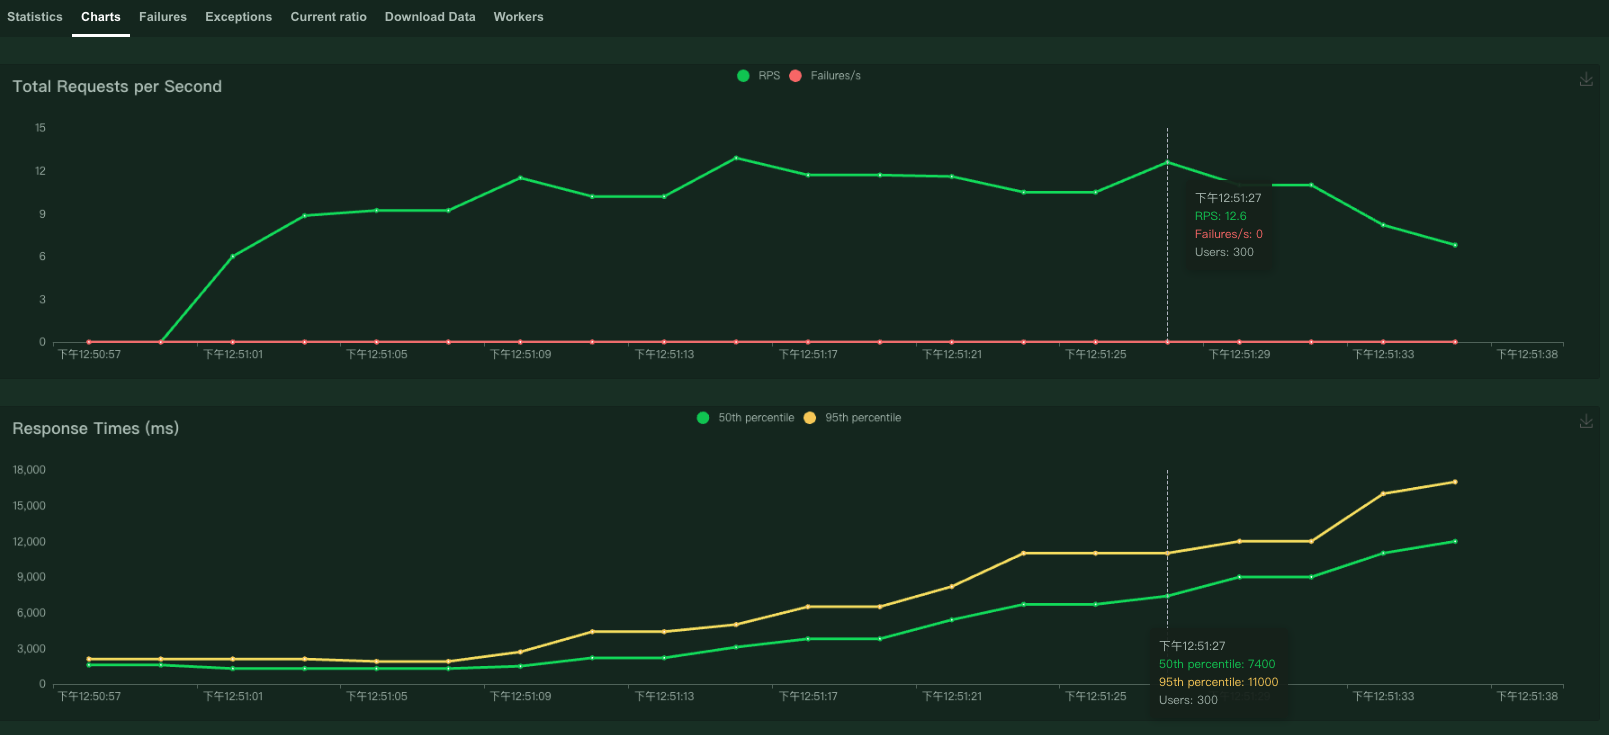 Statistics Charts Failures Exceptions Current ratio Download Data Workers
Total Requests per Second
RPS Failures/s
15
12
9
6
3
0
下午12:51:27
RPS: 12.6
Failures/s: 0
Users: 300
下午12:50:57 下午12:51:01 下午12:51:05 下午12:51:09 下午12:51:13 下午12:51:17 下午12:51:21 下午12:51:25 下午12:51:29 下午12:51:33 下午12:51:38
Response Times (ms)
50th percentile 95th percentile
18,000
15,000
12,000
9,000
6,000
3,000
0
下午12:51:27
50th percentile: 7400
95th percentile: 11000
Users: 300
下午12:50:57 下午12:51:01 下午12:51:05 下午12:51:09 下午12:51:13 下午12:51:17 下午12:51:21 下午12:51:25 下午12:51:33 下午12:51:38